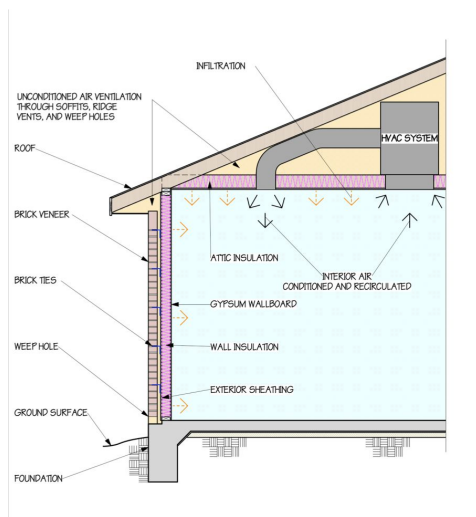 INFILTRATION
UNCONDITIONED AIR VENTILATION
THROUGH SOFFITS, RIDGE
VENTS, AND WEEP HOLES
HVAC SYSTEM
ROOF
BRICK VENEER
ATTIC INSULATION
INTERIOR AIR
CONDITIONED AND RECIRCULATED
BRICK TIES
GYPSUM WALLBOARD
WEEP HOLE
WALL INSULATION
EXTERIOR SHEATHING
GROUND SURFACE
FOUNDATION